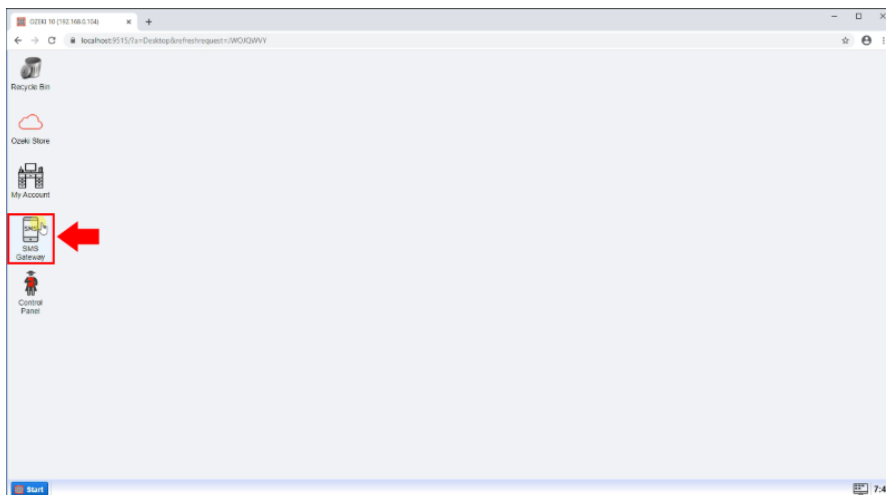 OZEKI 10 (192.168.0.104)
localhost:9515/?a=Desktop&refreshrequest=JWOJQWVY
Recycle Bin
Ozeki Store
My Account
SMS
SMS
Gateway
Control
Panel
Start